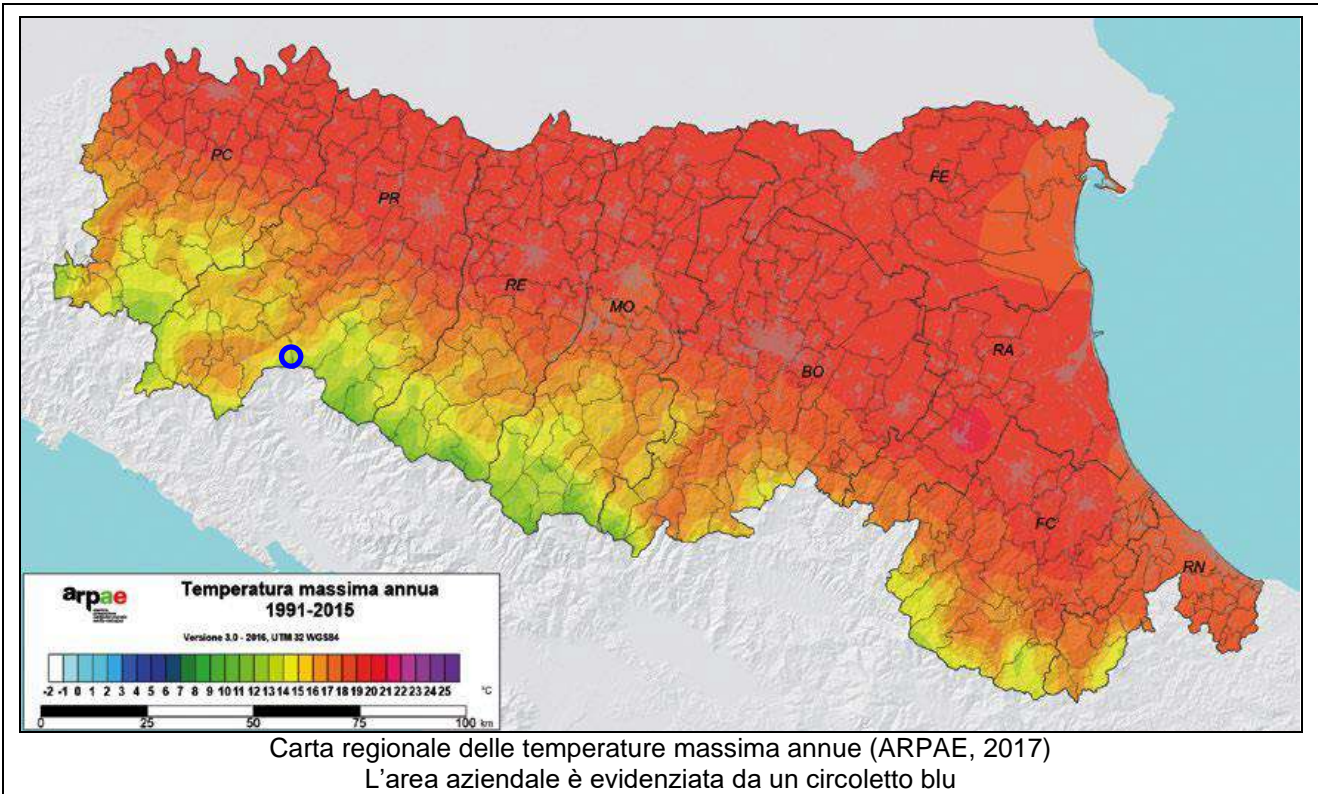 PC
PR
FE
RE
MO
RA
BO
FC
RN
arpae
Temperatura massima annua
1991-2015
Versione 3.0 - 2016, UTM 32 WGS84
-2 -1 0 1 2 3 4 5 6 7 8 9 10 11 12 13 14 15 16 17 18 19 20 21 22 23 24 25 °C
0 25 50 75 100 km
Carta regionale delle temperature massima annue (ARPAE, 2017)
L'area aziendale è evidenziata da un circoletto blu